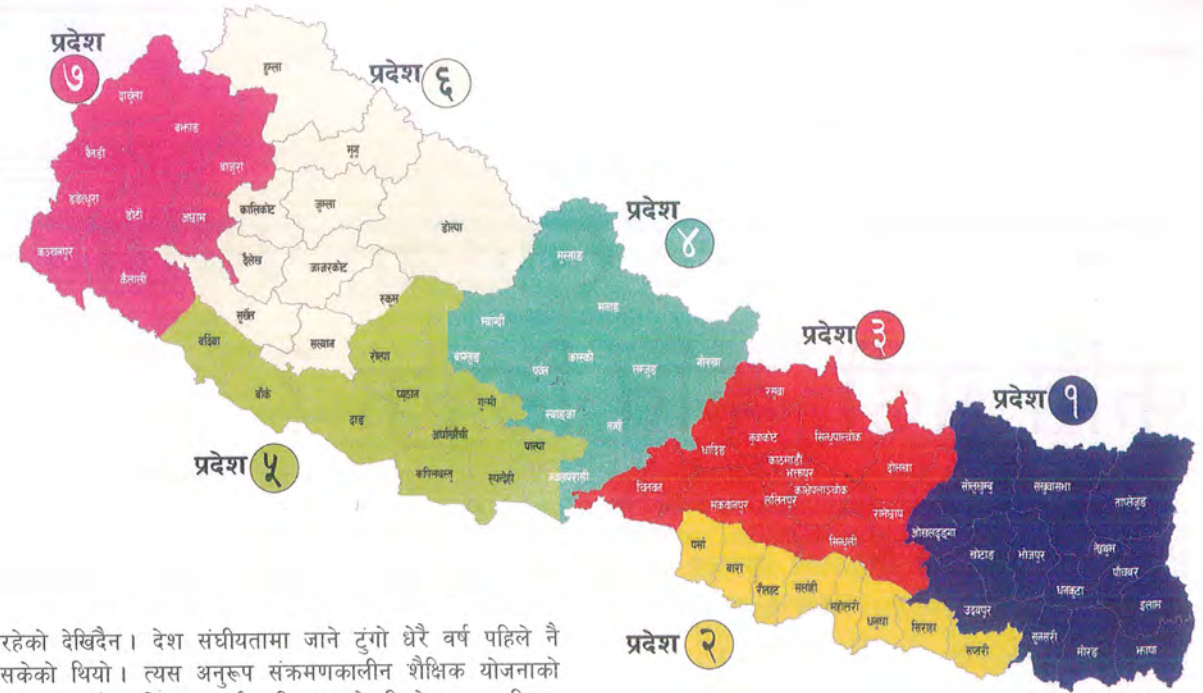 प्रदेश
७
दार्चुला
बझाङ
बैतडी
बाजुरा
डडेल्धुरा
डोटी
अछाम
कञ्चनपुर
कैलाली
प्रदेश ६
हुम्ला
मुगु
कालिकोट
जुम्ला
डोल्पा
दैलेख
जाजरकोट
रूकुम
सुर्खेत
सल्यान
प्रदेश
४
मुस्ताङ
मनाङ
म्याग्दी
बाग्लुङ
पर्वत
कास्की
लमजुङ
गोरखा
स्याङ्जा
तनहुँ
नवलपरासी
प्रदेश ५
बर्दिया
बाँके
रोल्पा
प्यूठान
गुल्मी
दाङ
अर्घाखाँची
पाल्पा
कपिलवस्तु
रुपन्देही
प्रदेश ३
रसुवा
धादिङ
नुवाकोट
सिन्धुपाल्चोक
काठमाडौं
भक्तपुर
दोलखा
चितवन
काभ्रेपलाञ्चोक
मकवानपुर
ललितपुर
रामेछाप
सिन्धुली
प्रदेश १
सोलुखुम्बु
सङ्खुवासभा
ताप्लेजुङ
ओखलढुङ्गा
खोटाङ
भोजपुर
तेह्रथुम
पाँचथर
धनकुटा
इलाम
उदयपुर
सुनसरी
मोरङ
झापा
प्रदेश २
पर्सा
बारा
रौतहट
सर्लाही
महोत्तरी
धनुषा
सिराहा
सप्तरी
रहेको देखिदैन । देश संघीयतामा जाने टुंगो धेरै वर्ष पहिले नै
सकेको थियो । त्यस अनुरूप संक्रमणकालीन शैक्षिक योजनाको